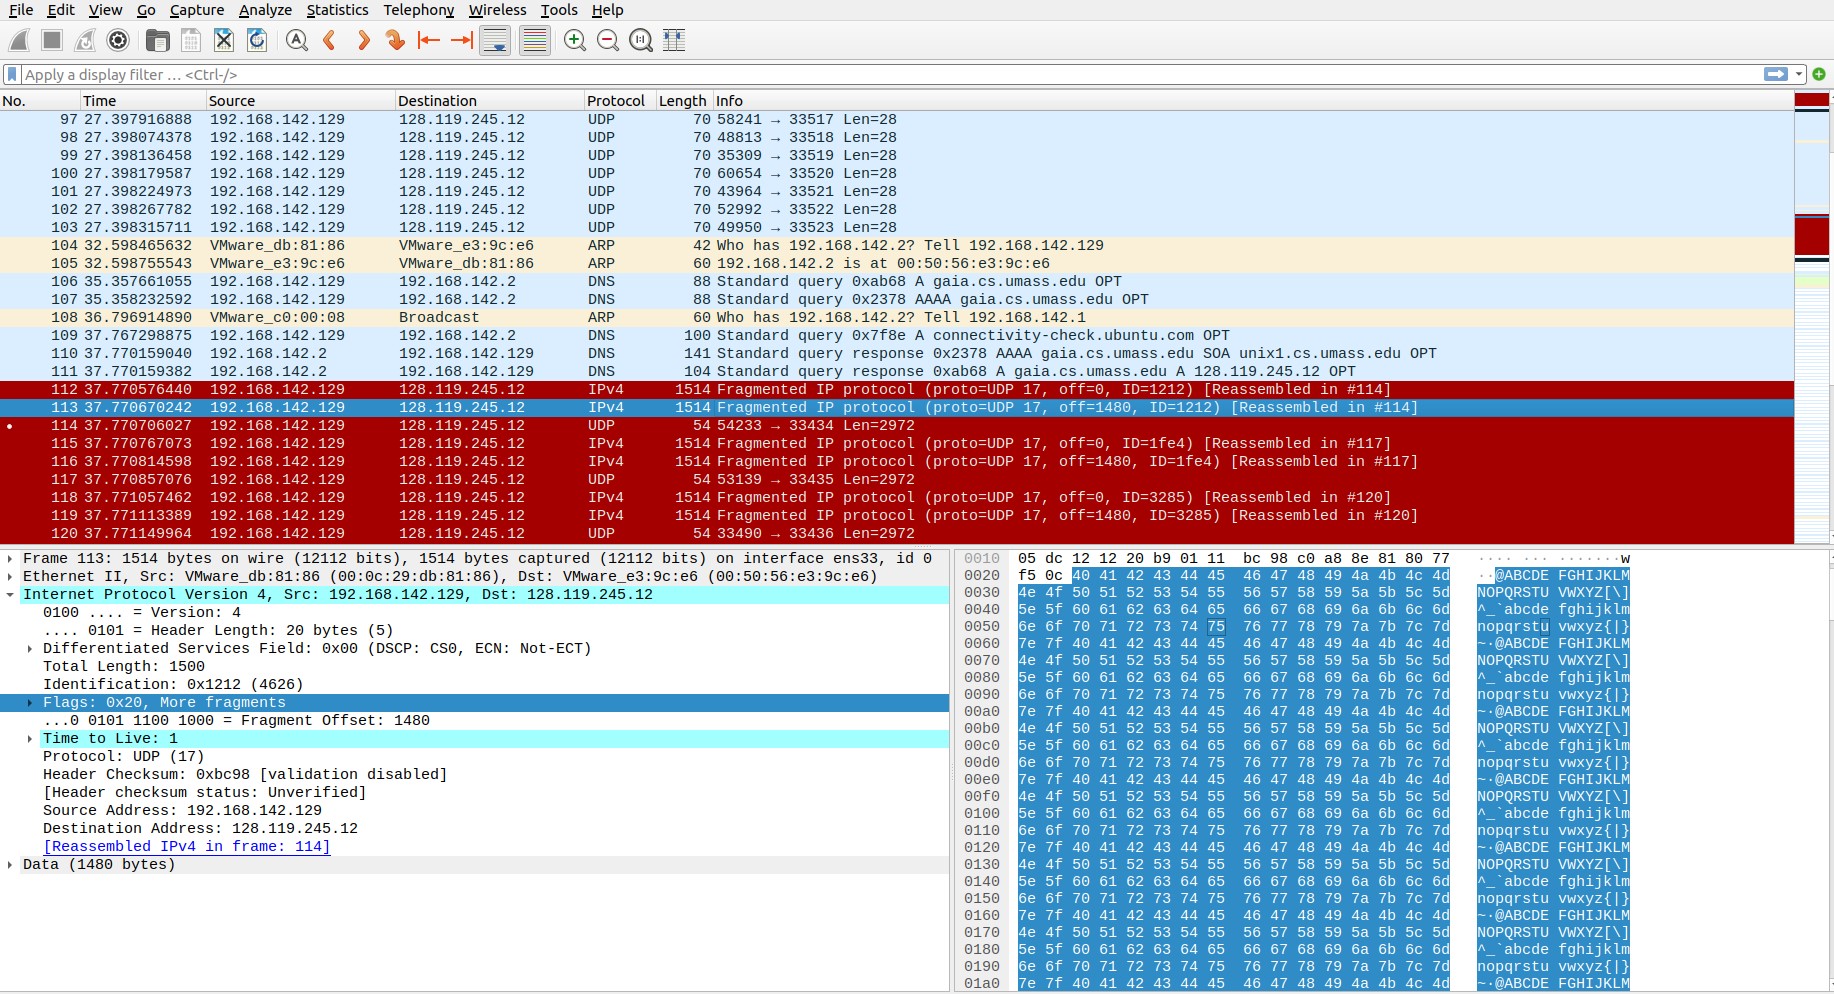 File Edit View Go Capture Analyze Statistics Telephony Wireless Tools Help
Apply a display filter … <Ctrl-/>
No. Time Source Destination Protocol Length Info
97 27.397916888 192.168.142.129 128.119.245.12 UDP 70 58241 → 33517 Len=28
98 27.398074378 192.168.142.129 128.119.245.12 UDP 70 48813 → 33518 Len=28
99 27.398136458 192.168.142.129 128.119.245.12 UDP 70 35309 → 33519 Len=28
100 27.398179587 192.168.142.129 128.119.245.12 UDP 70 60654 → 33520 Len=28
101 27.398224973 192.168.142.129 128.119.245.12 UDP 70 43964 → 33521 Len=28
102 27.398267782 192.168.142.129 128.119.245.12 UDP 70 52992 → 33522 Len=28
103 27.398315711 192.168.142.129 128.119.245.12 UDP 70 49950 → 33523 Len=28
104 32.598465632 VMware_db:81:86 VMware_e3:9c:e6 ARP 42 Who has 192.168.142.2? Tell 192.168.142.129
105 32.598755543 VMware_e3:9c:e6 VMware_db:81:86 ARP 60 192.168.142.2 is at 00:50:56:e3:9c:e6
106 35.357661055 192.168.142.129 192.168.142.2 DNS 88 Standard query 0xab68 A gaia.cs.umass.edu OPT
107 35.358232592 192.168.142.129 192.168.142.2 DNS 88 Standard query 0x2378 AAAA gaia.cs.umass.edu OPT
108 36.796914890 VMware_c0:00:08 Broadcast ARP 60 Who has 192.168.142.2? Tell 192.168.142.1
109 37.767298875 192.168.142.129 192.168.142.2 DNS 100 Standard query 0x7f8e A connectivity-check.ubuntu.com OPT
110 37.770159040 192.168.142.2 192.168.142.129 DNS 141 Standard query response 0x2378 AAAA gaia.cs.umass.edu SOA unix1.cs.umass.edu OPT
111 37.770159382 192.168.142.2 192.168.142.129 DNS 104 Standard query response 0xab68 A gaia.cs.umass.edu A 128.119.245.12 OPT
112 37.770576440 192.168.142.129 128.119.245.12 IPv4 1514 Fragmented IP protocol (proto=UDP 17, off=0, ID=1212) [Reassembled in #114]
113 37.770670242 192.168.142.129 128.119.245.12 IPv4 1514 Fragmented IP protocol (proto=UDP 17, off=1480, ID=1212) [Reassembled in #114]
114 37.770706027 192.168.142.129 128.119.245.12 UDP 54 54233 → 33434 Len=2972
115 37.770767073 192.168.142.129 128.119.245.12 IPv4 1514 Fragmented IP protocol (proto=UDP 17, off=0, ID=1fe4) [Reassembled in #117]
116 37.770814598 192.168.142.129 128.119.245.12 IPv4 1514 Fragmented IP protocol (proto=UDP 17, off=1480, ID=1fe4) [Reassembled in #117]
117 37.770857076 192.168.142.129 128.119.245.12 UDP 54 53139 → 33435 Len=2972
118 37.771057462 192.168.142.129 128.119.245.12 IPv4 1514 Fragmented IP protocol (proto=UDP 17, off=0, ID=3285) [Reassembled in #120]
119 37.771113389 192.168.142.129 128.119.245.12 IPv4 1514 Fragmented IP protocol (proto=UDP 17, off=1480, ID=3285) [Reassembled in #120]
120 37.771149964 192.168.142.129 128.119.245.12 UDP 54 33490 → 33436 Len=2972
Frame 113: 1514 bytes on wire (12112 bits), 1514 bytes captured (12112 bits) on interface ens33, id 0
Ethernet II, Src: VMware_db:81:86 (00:0c:29:db:81:86), Dst: VMware_e3:9c:e6 (00:50:56:e3:9c:e6)
Internet Protocol Version 4, Src: 192.168.142.129, Dst: 128.119.245.12
0100 .... = Version: 4
.... 0101 = Header Length: 20 bytes (5)
Differentiated Services Field: 0x00 (DSCP: CS0, ECN: Not-ECT)
Total Length: 1500
Identification: 0x1212 (4626)
Flags: 0x20, More fragments
...0 0101 1100 1000 = Fragment Offset: 1480
Time to Live: 1
Protocol: UDP (17)
Header Checksum: 0xbc98 [validation disabled]
[Header checksum status: Unverified]
Source Address: 192.168.142.129
Destination Address: 128.119.245.12
[Reassembled IPv4 in frame: 114]
Data (1480 bytes)
0010 05 dc 12 12 20 b9 01 11 bc 98 c0 a8 8e 81 80 77 ···· ··· ·······w
0020 f5 0c 40 41 42 43 44 45 46 47 48 49 4a 4b 4c 4d ··@ABCDE FGHIJKLM
0030 4e 4f 50 51 52 53 54 55 56 57 58 59 5a 5b 5c 5d NOPQRSTU VWXYZ[\]
0040 5e 5f 60 61 62 63 64 65 66 67 68 69 6a 6b 6c 6d ^_`abcde fghijklm
0050 6e 6f 70 71 72 73 74 75 76 77 78 79 7a 7b 7c 7d nopqrstu vwxyz{|}
0060 7e 7f 40 41 42 43 44 45 46 47 48 49 4a 4b 4c 4d ~·@ABCDE FGHIJKLM
0070 4e 4f 50 51 52 53 54 55 56 57 58 59 5a 5b 5c 5d NOPQRSTU VWXYZ[\]
0080 5e 5f 60 61 62 63 64 65 66 67 68 69 6a 6b 6c 6d ^_`abcde fghijklm
0090 6e 6f 70 71 72 73 74 75 76 77 78 79 7a 7b 7c 7d nopqrstu vwxyz{|}
00a0 7e 7f 40 41 42 43 44 45 46 47 48 49 4a 4b 4c 4d ~·@ABCDE FGHIJKLM
00b0 4e 4f 50 51 52 53 54 55 56 57 58 59 5a 5b 5c 5d NOPQRSTU VWXYZ[\]
00c0 5e 5f 60 61 62 63 64 65 66 67 68 69 6a 6b 6c 6d ^_`abcde fghijklm
00d0 6e 6f 70 71 72 73 74 75 76 77 78 79 7a 7b 7c 7d nopqrstu vwxyz{|}
00e0 7e 7f 40 41 42 43 44 45 46 47 48 49 4a 4b 4c 4d ~·@ABCDE FGHIJKLM
00f0 4e 4f 50 51 52 53 54 55 56 57 58 59 5a 5b 5c 5d NOPQRSTU VWXYZ[\]
0100 5e 5f 60 61 62 63 64 65 66 67 68 69 6a 6b 6c 6d ^_`abcde fghijklm
0110 6e 6f 70 71 72 73 74 75 76 77 78 79 7a 7b 7c 7d nopqrstu vwxyz{|}
0120 7e 7f 40 41 42 43 44 45 46 47 48 49 4a 4b 4c 4d ~·@ABCDE FGHIJKLM
0130 4e 4f 50 51 52 53 54 55 56 57 58 59 5a 5b 5c 5d NOPQRSTU VWXYZ[\]
0140 5e 5f 60 61 62 63 64 65 66 67 68 69 6a 6b 6c 6d ^_`abcde fghijklm
0150 6e 6f 70 71 72 73 74 75 76 77 78 79 7a 7b 7c 7d nopqrstu vwxyz{|}
0160 7e 7f 40 41 42 43 44 45 46 47 48 49 4a 4b 4c 4d ~·@ABCDE FGHIJKLM
0170 4e 4f 50 51 52 53 54 55 56 57 58 59 5a 5b 5c 5d NOPQRSTU VWXYZ[\]
0180 5e 5f 60 61 62 63 64 65 66 67 68 69 6a 6b 6c 6d ^_`abcde fghijklm
0190 6e 6f 70 71 72 73 74 75 76 77 78 79 7a 7b 7c 7d nopqrstu vwxyz{|}
01a0 7e 7f 40 41 42 43 44 45 46 47 48 49 4a 4b 4c 4d ~·@ABCDE FGHIJKLM